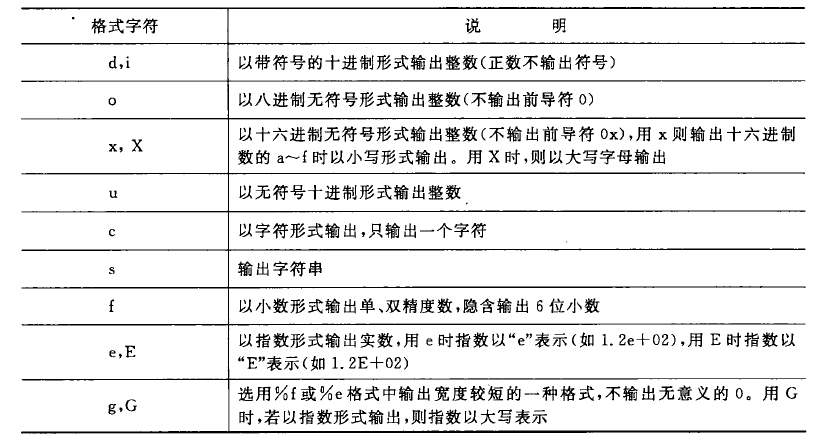 格式字符 说 明
d,i 以带符号的十进制形式输出整数(正数不输出符号)
o 以八进制无符号形式输出整数(不输出前导符0)
x, X 以十六进制无符号形式输出整数(不输出前导符0x),用x则输出十六进制
数的a～f时以小写形式输出。用X时,则以大写字母输出
u 以无符号十进制形式输出整数
c 以字符形式输出,只输出一个字符
s 输出字符串
f 以小数形式输出单、双精度数,隐含输出6位小数
e,E 以指数形式输出实数,用e时指数以“e”表示(如1.2e+02),用E时指数以
“E”表示(如1.2E+02)
g,G 选用%f或%e格式中输出宽度较短的一种格式,不输出无意义的0。用G
时,若以指数形式输出,则指数以大写表示